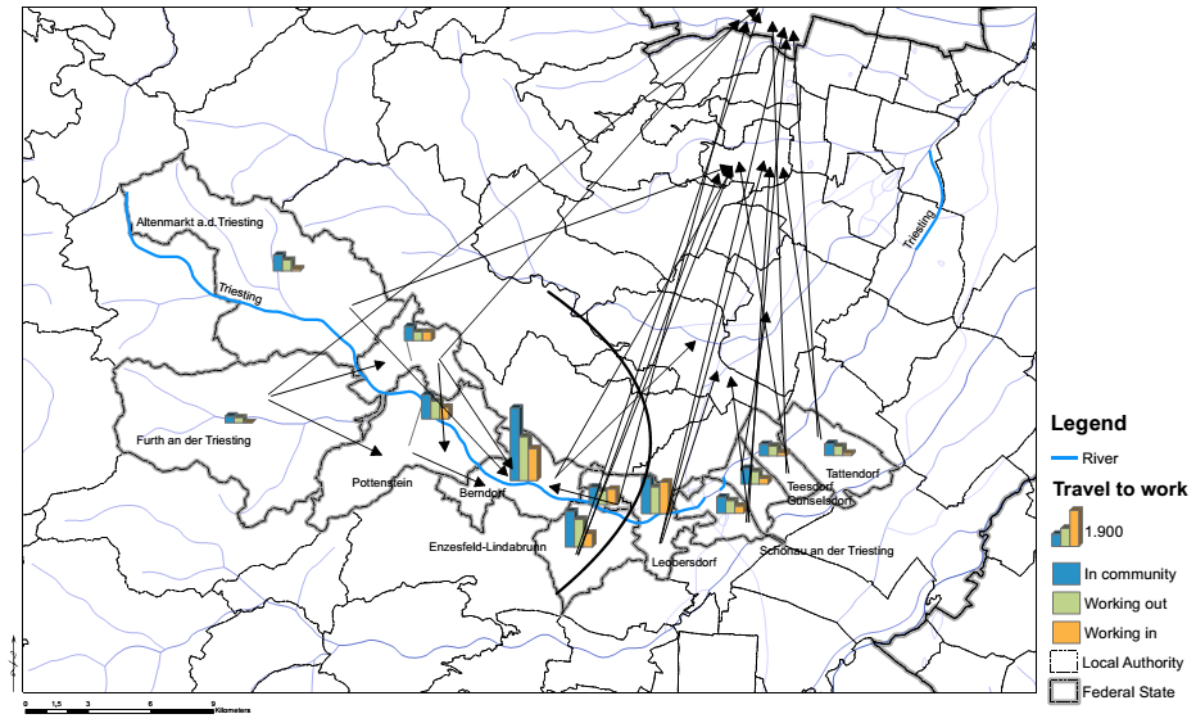 Altenmarkt a.d.Triesting
Triesting
Triesting
Furth an der Triesting
Pottenstein
Berndorf
Enzesfeld-Lindabrunn
Leobersdorf
Tattendorf
Teesdorf
Günselsdorf
Schönau an der Triesting
Legend
River
Travel to work
1.900
In community
Working out
Working in
Local Authority
Federal State
0 1,5 3 6 9
Kilometers